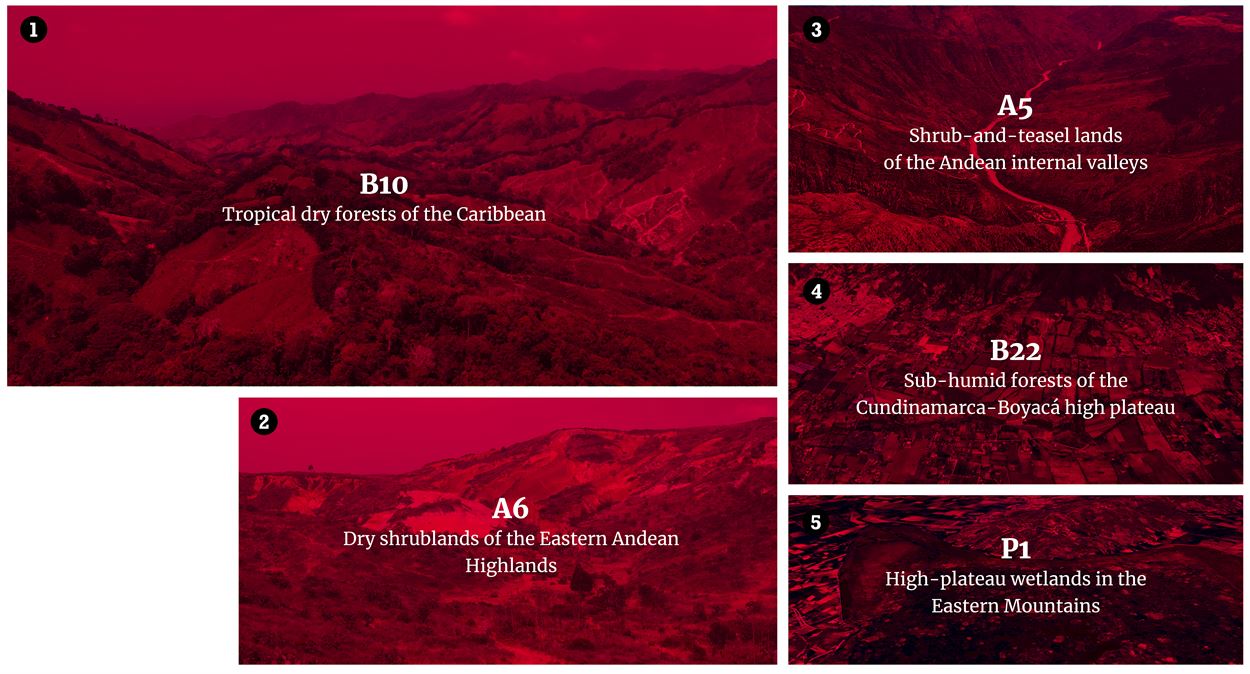 1
B10
Tropical dry forests of the Caribbean
2
A6
Dry shrublands of the Eastern Andean
Highlands
3
A5
Shrub-and-teasel lands
of the Andean internal valleys
4
B22
Sub-humid forests of the
Cundinamarca-Boyacá high plateau
5
P1
High-plateau wetlands in the
Eastern Mountains